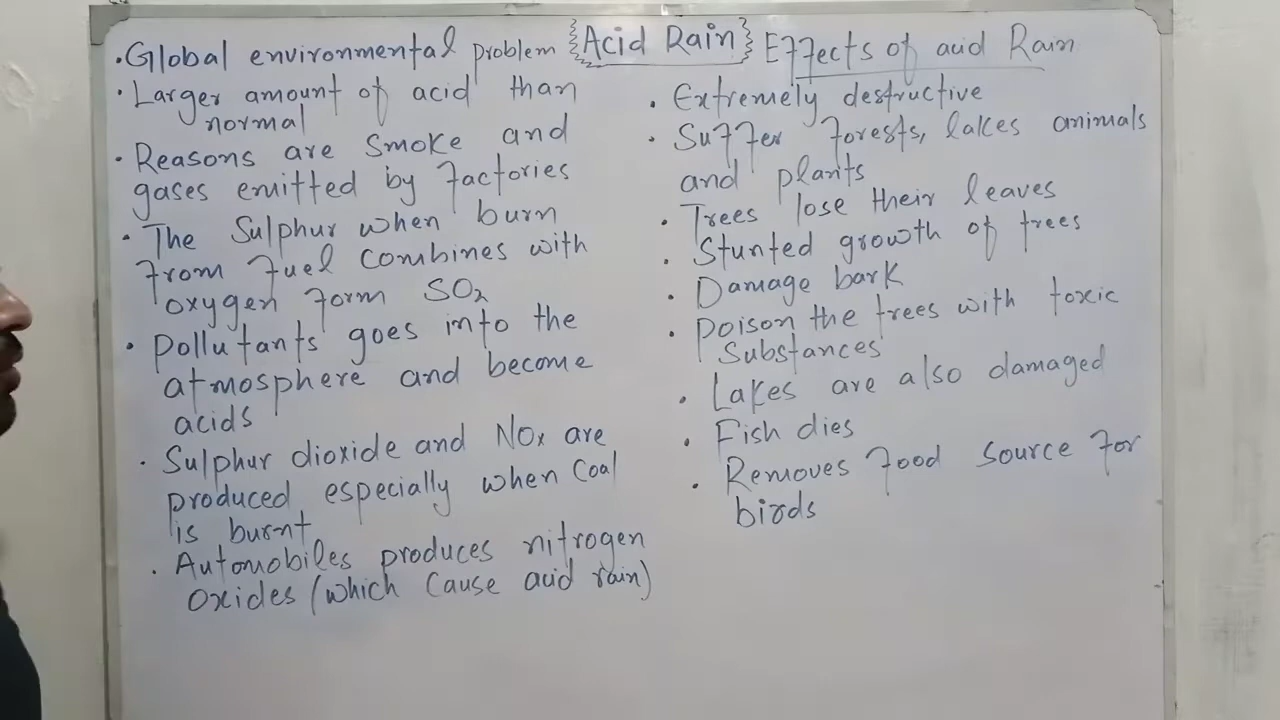 {Acid Rain}
• Global environmental problem
• Larger amount of acid than
normal
• Reasons are smoke and
gases emitted by factories
• The Sulphur when burn
from fuel combines with
oxygen form SO2
• Pollutants goes into the
atmosphere and become
acids
• Sulphur dioxide and NOx are
produced especially when Coal
is burnt
• Automobiles produces nitrogen
Oxides (which Cause acid rain)
Effects of acid Rain
• Extremely destructive
• Suffer forests, lakes animals
and plants
• Trees lose their leaves
• Stunted growth of trees
• Damage bark
• Poison the trees with toxic
Substances
• Lakes are also damaged
• Fish dies
• Removes food source for
birds